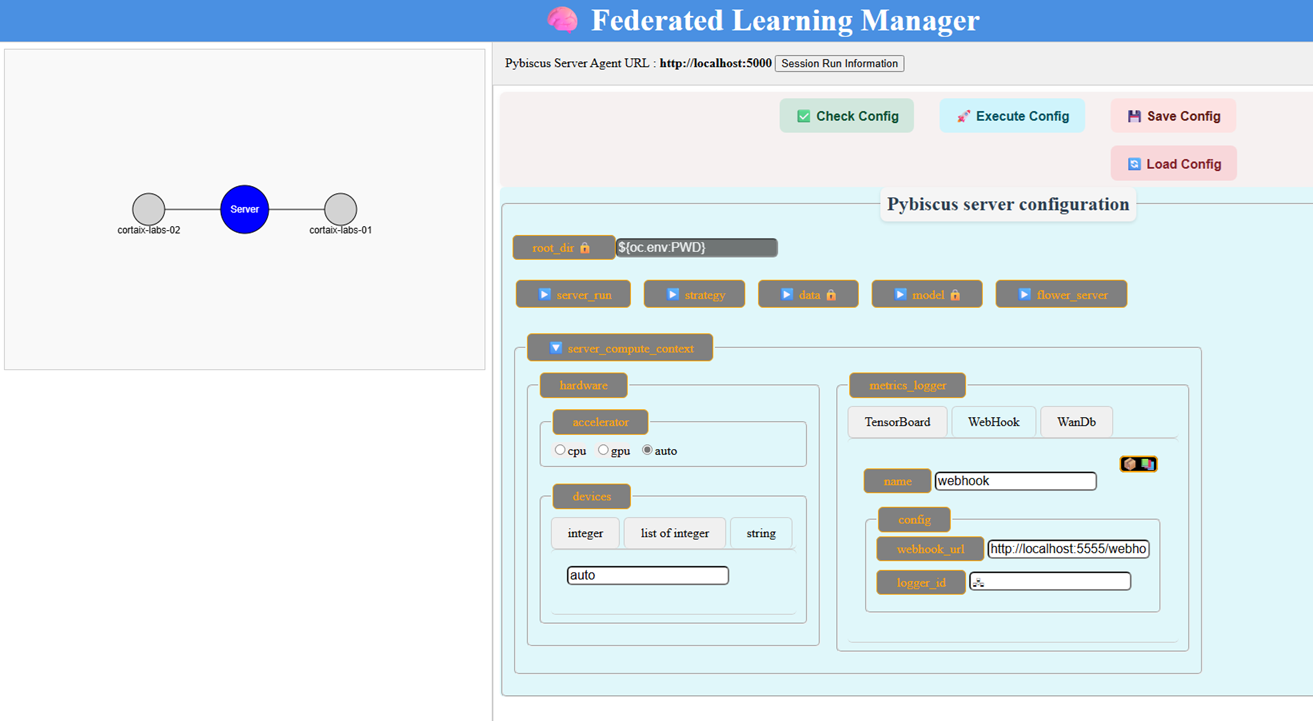 Federated Learning Manager
Pybiscus Server Agent URL : http://localhost:5000 Session Run Information
Check Config Execute Config Save Config
Load Config
Server
cortaix-labs-02 cortaix-labs-01
Pybiscus server configuration
root_dir ${oc.env:PWD}
server_run strategy data model flower_server
server_compute_context
hardware
accelerator
cpu gpu auto
devices
integer list of integer string
auto
metrics_logger
TensorBoard WebHook WanDb
name webhook
config
webhook_url http://localhost:5555/webho
logger_id